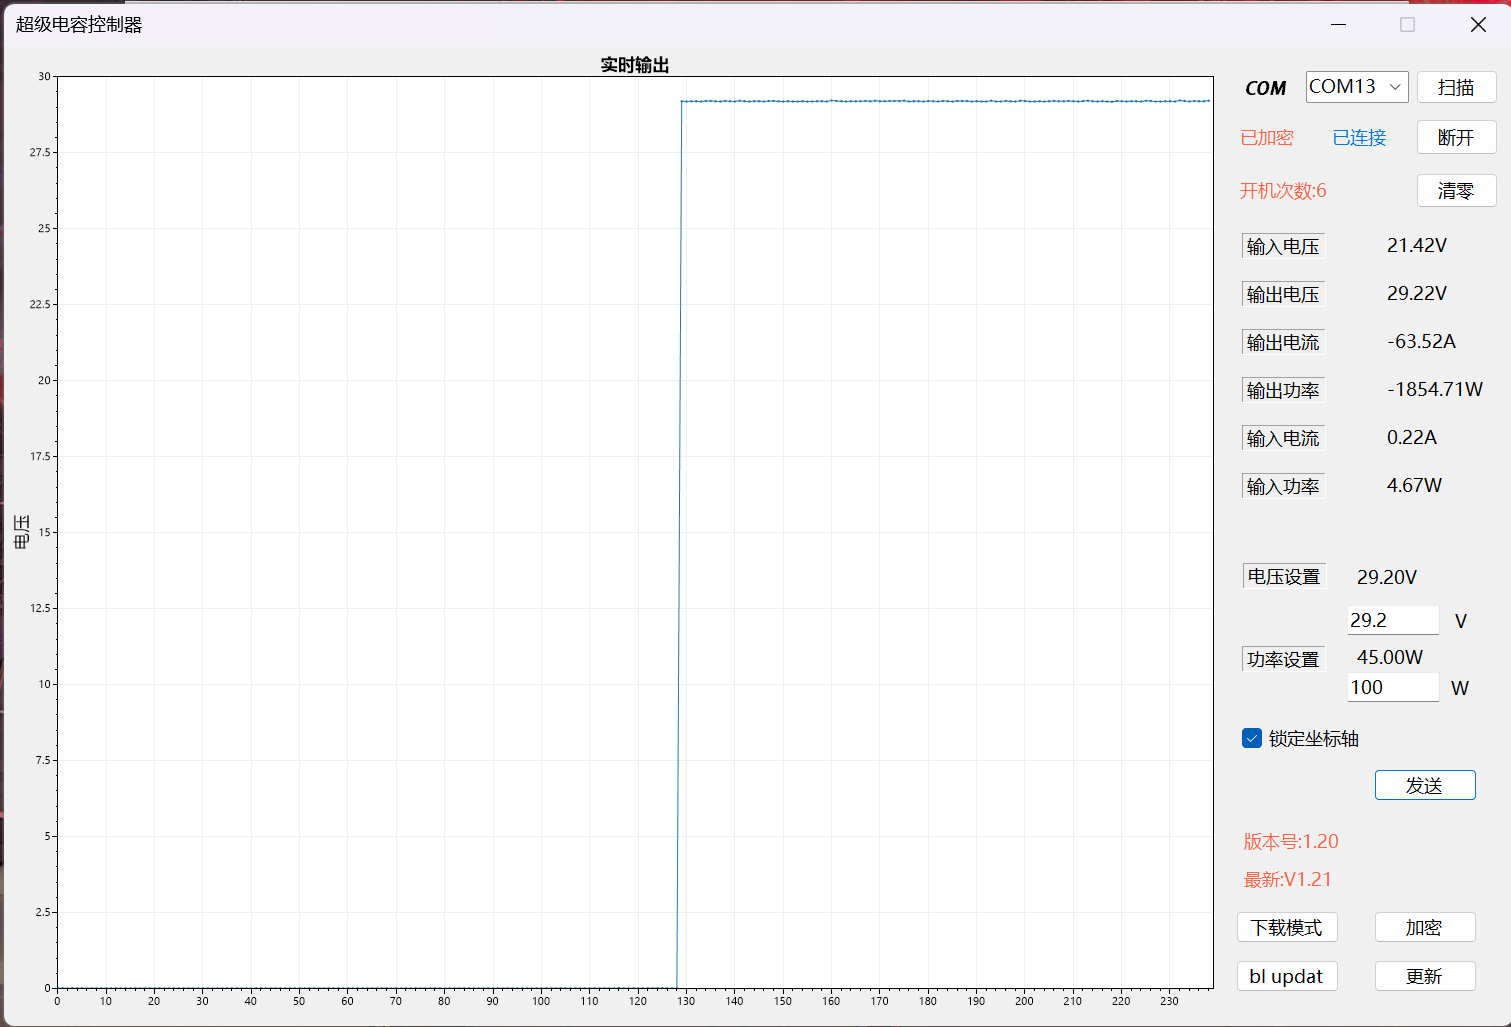 超级电容控制器
实时输出
30
27.5
25
22.5
20
17.5
15
12.5
10
7.5
5
2.5
0
电压
0 10 20 30 40 50 60 70 80 90 100 110 120 130 140 150 160 170 180 190 200 210 220 230
COM COM13 扫描
已加密 已连接 断开
开机次数:6 清零
输入电压 21.42V
输出电压 29.22V
输出电流 -63.52A
输出功率 -1854.71W
输入电流 0.22A
输入功率 4.67W
电压设置 29.20V
29.2 V
功率设置 45.00W
100 W
锁定坐标轴
发送
版本号:1.20
最新:V1.21
下载模式 加密
bl updat 更新